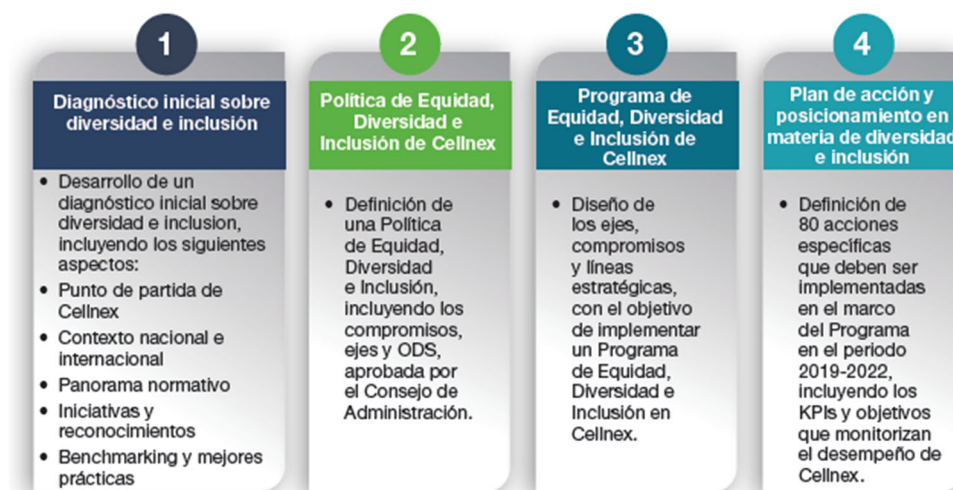 1
Diagnóstico inicial sobre
diversidad e inclusión
• Desarrollo de un
diagnóstico inicial sobre
diversidad e inclusion,
incluyendo los siguientes
aspectos:
• Punto de partida de
Cellnex
• Contexto nacional e
internacional
• Panorama normativo
• Iniciativas y
reconocimientos
• Benchmarking y mejores
prácticas
2
Política de Equidad,
Diversidad e
Inclusión de Cellnex
• Definición de
una Política
de Equidad,
Diversidad
e Inclusión,
incluyendo los
compromisos,
ejes y ODS,
aprobada por
el Consejo de
Administración.
3
Programa de
Equidad, Diversidad
e Inclusión de
Cellnex
• Diseño de
los ejes,
compromisos
y líneas
estratégicas,
con el objetivo
de implementar
un Programa
de Equidad,
Diversidad e
Inclusión en
Cellnex.
4
Plan de acción y
posicionamiento en
materia de diversidad
e inclusión
• Definición de
80 acciones
específicas
que deben ser
implementadas
en el marco
del Programa
en el periodo
2019-2022,
incluyendo los
KPIs y objetivos
que monitorizan
el desempeño de
Cellnex.